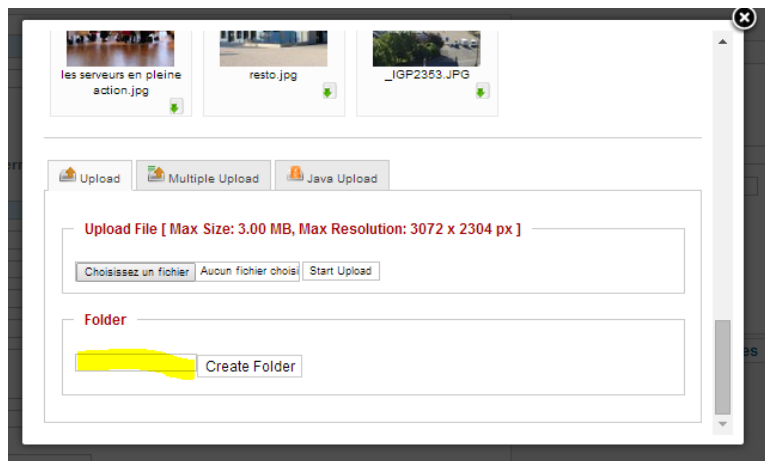 les serveurs en pleine
action.jpg
resto.jpg
_IGP2353.JPG
Upload
Multiple Upload
Java Upload
Upload File [ Max Size: 3.00 MB, Max Resolution: 3072 x 2304 px ]
Choisissez un fichier
Aucun fichier choisi
Start Upload
Folder
Create Folder